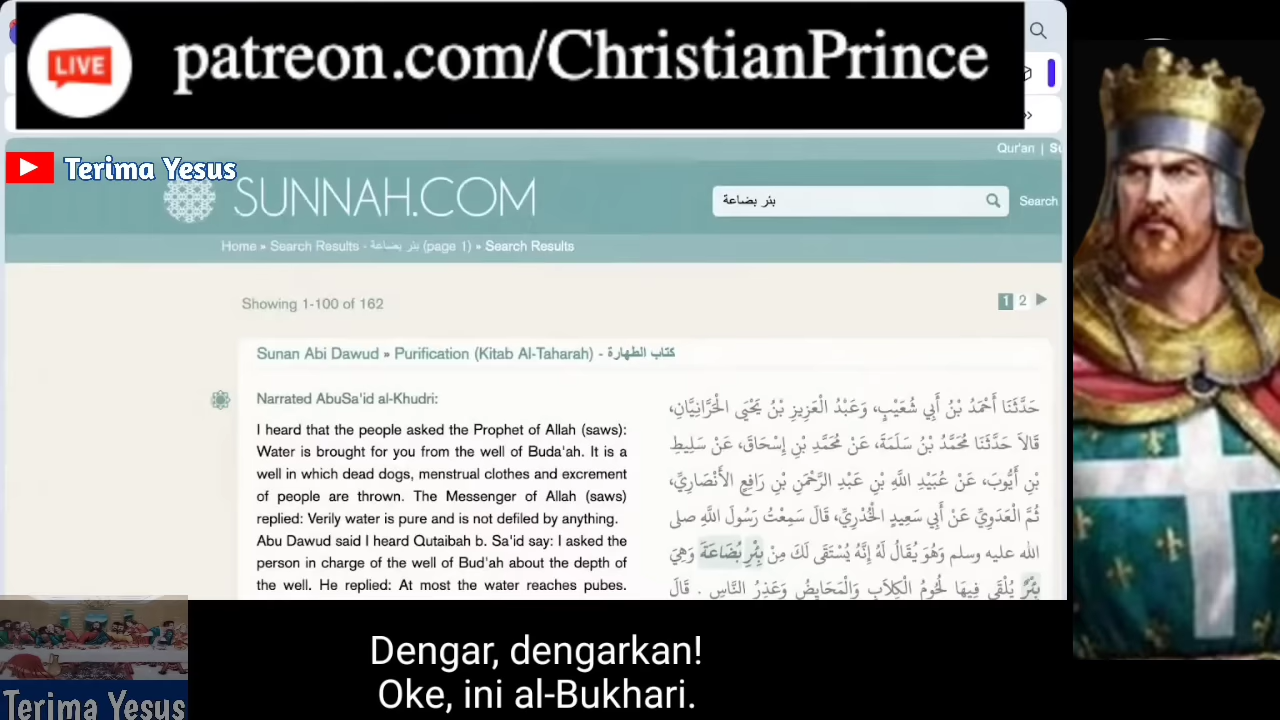 LIVE
patreon.com/ChristianPrince
Qur'an |
Terima Yesus
SUNNAH.COM
بئر بضاعة
Search
Home » Search Results - بئر بضاعة (page 1) » Search Results
Showing 1-100 of 162
1 2
Sunan Abi Dawud » Purification (Kitab Al-Taharah) - كتاب الطهارة
Narrated AbuSa'id al-Khudri:
I heard that the people asked the Prophet of Allah (saws):
Water is brought for you from the well of Buda'ah. It is a
well in which dead dogs, menstrual clothes and excrement
of people are thrown. The Messenger of Allah (saws)
replied: Verily water is pure and is not defiled by anything.
Abu Dawud said I heard Qutaibah b. Sa'id say: I asked the
person in charge of the well of Bud'ah about the depth of
the well. He replied: At most the water reaches pubes.
حَدَّثَنَا أَحْمَدُ بْنُ أَبِي شُعَيْبٍ، وَعَبْدُ الْعَزِيزِ بْنُ يَحْيَى الْحَرَّانِيَّانِ،
قَالاَ حَدَّثَنَا مُحَمَّدُ بْنُ سَلَمَةَ، عَنْ مُحَمَّدِ بْنِ إِسْحَاقَ، عَنْ سَلِيطِ
بْنِ أَيُّوبَ، عَنْ عُبَيْدِ اللَّهِ بْنِ عَبْدِ الرَّحْمَنِ بْنِ رَافِعٍ الأَنْصَارِيِّ،
ثُمَّ الْعَدَوِيِّ عَنْ أَبِي سَعِيدٍ الْخُدْرِيِّ، قَالَ سَمِعْتُ رَسُولَ اللَّهِ صلى
الله عليه وسلم وَهُوَ يُقَالُ لَهُ إِنَّهُ يُسْتَقَى لَكَ مِنْ بِئْرِ بُضَاعَةَ وَهِيَ
بِئْرٌ يُلْقَى فِيهَا لُحُومُ الْكِلاَبِ وَالْمَحَايِضُ وَعَذِرُ النَّاسِ . قَالَ
Dengar, dengarkan!
Oke, ini al-Bukhari.
Terima Yesus